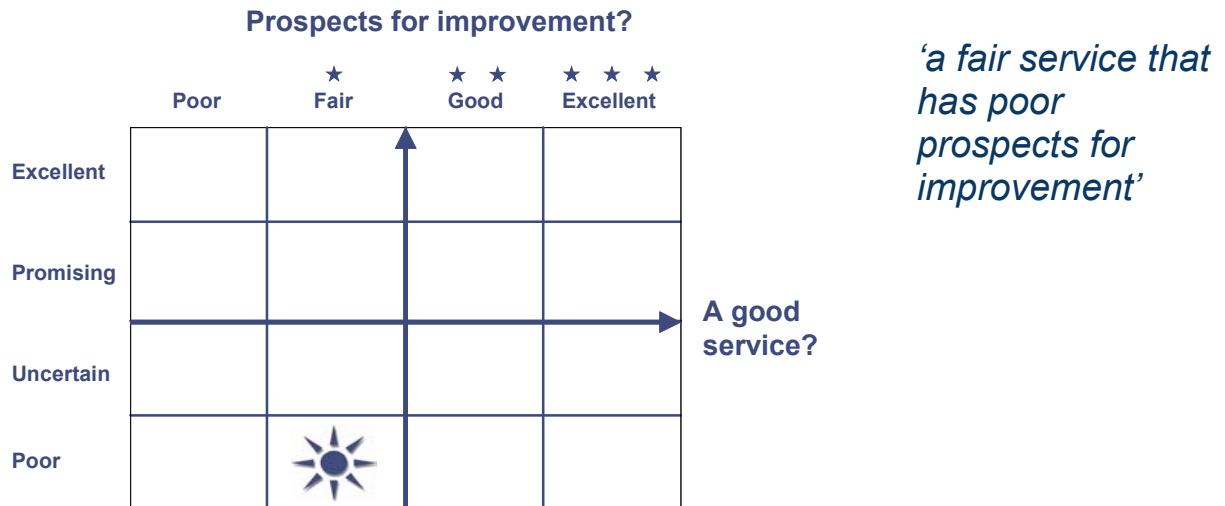 Prospects for improvement?
★ ★ ★ ★ ★ ★
Poor Fair Good Excellent
Excellent
Promising
Uncertain
Poor
A good
service?
‘a fair service that
has poor
prospects for
improvement’